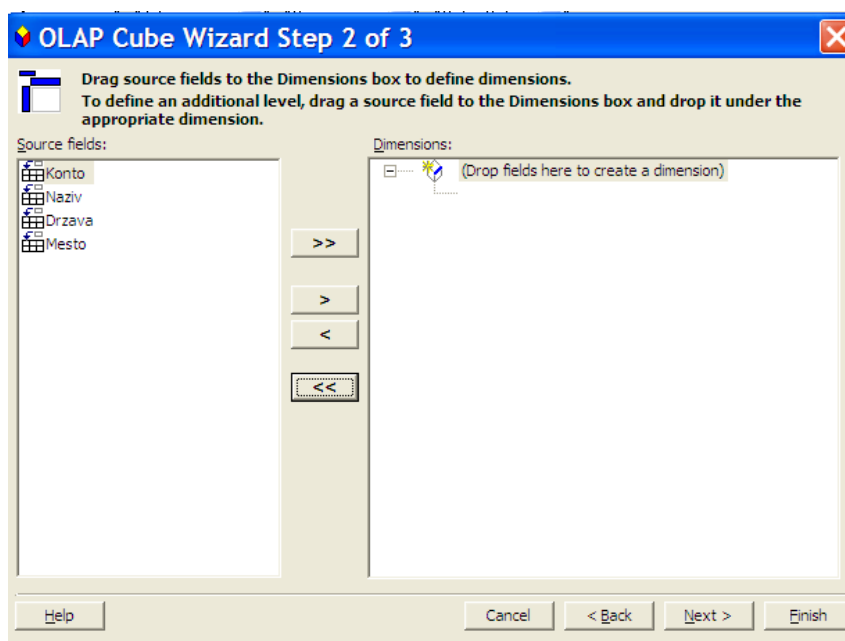 OLAP Cube Wizard Step 2 of 3
Drag source fields to the Dimensions box to define dimensions.
To define an additional level, drag a source field to the Dimensions box and drop it under the
appropriate dimension.
Source fields:
Dimensions:
Konto
Naziv
Drzava
Mesto
(Drop fields here to create a dimension)
>>
>
<
<<
Help
Cancel
< Back
Next >
Finish